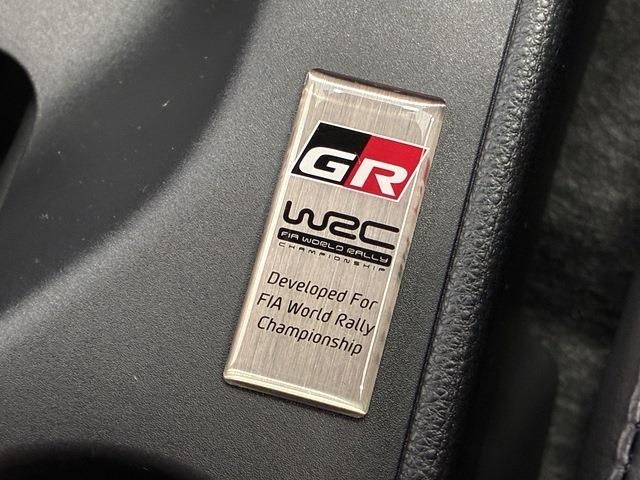 GR
WRC
FIA WORLD RALLY
CHAMPIONSHIP
Developed For
FIA World Rally
Championship